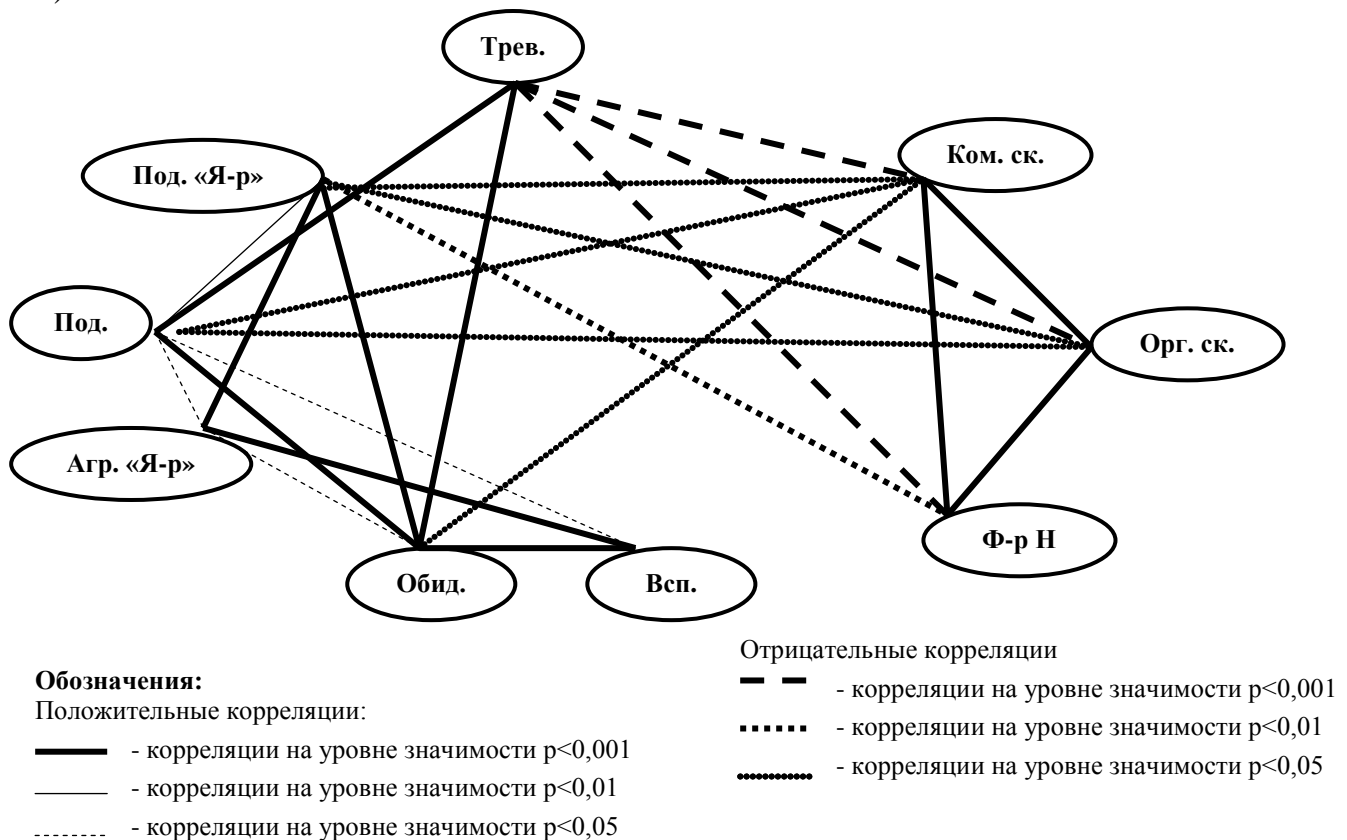 Трев.
Ком. ск.
Под. «Я-р»
Под.
Орг. ск.
Агр. «Я-р»
Ф-р Н
Обид.
Всп.
Обозначения:
Положительные корреляции:
- корреляции на уровне значимости p<0,001
- корреляции на уровне значимости p<0,01
- корреляции на уровне значимости p<0,05
Отрицательные корреляции
- корреляции на уровне значимости p<0,001
- корреляции на уровне значимости p<0,01
- корреляции на уровне значимости p<0,05